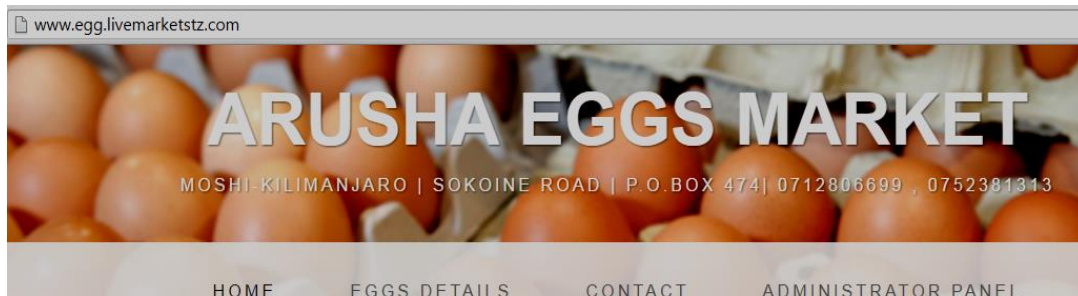 www.egg.livemarketstz.com
ARUSHA EGGS MARKET
MOSHI-KILIMANJARO | SOKOINE ROAD | P.O.BOX 474| 0712806699 , 0752381313
HOME EGGS DETAILS CONTACT ADMINISTRATOR PANEL